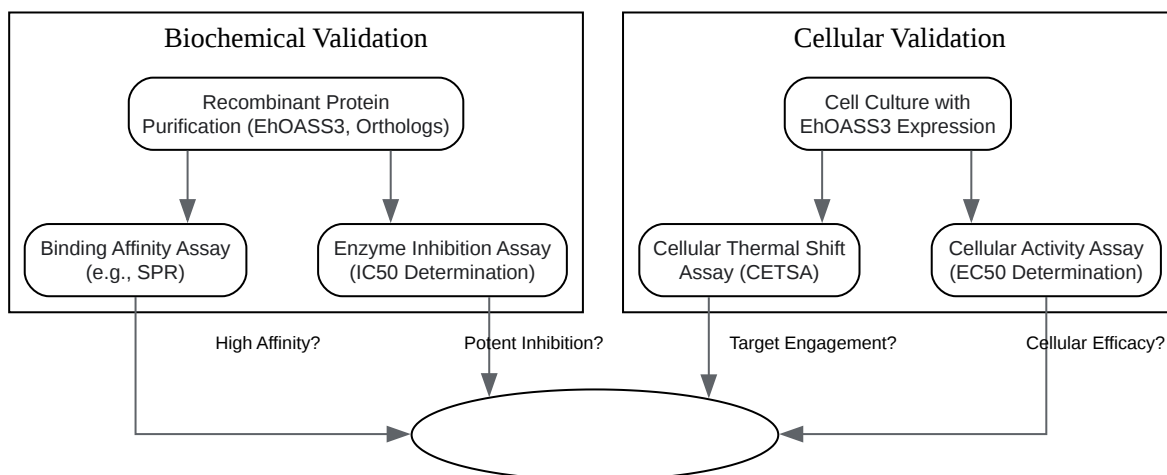 Biochemical Validation
Recombinant Protein
Purification (EhOASS3, Orthologs)
Binding Affinity Assay
(e.g., SPR)
Enzyme Inhibition Assay
(IC50 Determination)
High Affinity?
Potent Inhibition?
Cellular Validation
Cell Culture with
EhOASS3 Expression
Cellular Thermal Shift
Assay (CETSA)
Cellular Activity Assay
(EC50 Determination)
Target Engagement?
Cellular Efficacy?